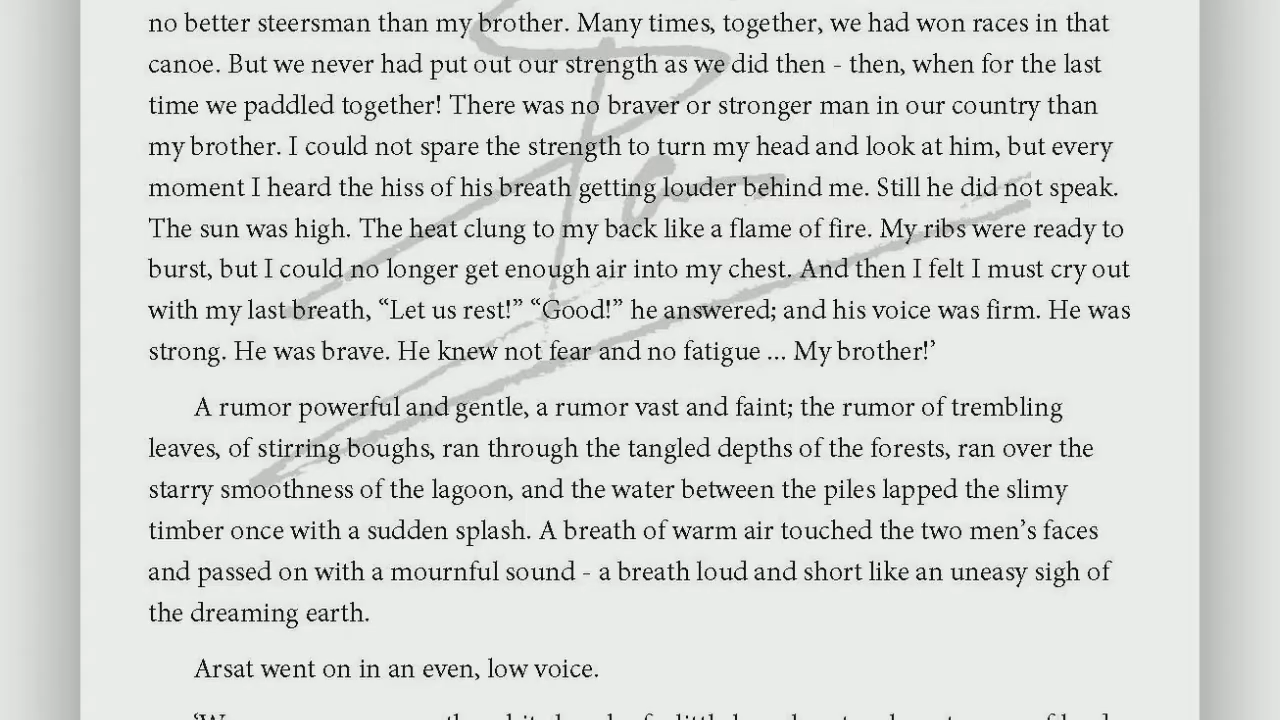 no better steersman than my brother. Many times, together, we had won races in that
canoe. But we never had put out our strength as we did then - then, when for the last
time we paddled together! There was no braver or stronger man in our country than
my brother. I could not spare the strength to turn my head and look at him, but every
moment I heard the hiss of his breath getting louder behind me. Still he did not speak.
The sun was high. The heat clung to my back like a flame of fire. My ribs were ready to
burst, but I could no longer get enough air into my chest. And then I felt I must cry out
with my last breath, “Let us rest!” “Good!” he answered; and his voice was firm. He was
strong. He was brave. He knew not fear and no fatigue ... My brother!’
A rumor powerful and gentle, a rumor vast and faint; the rumor of trembling
leaves, of stirring boughs, ran through the tangled depths of the forests, ran over the
starry smoothness of the lagoon, and the water between the piles lapped the slimy
timber once with a sudden splash. A breath of warm air touched the two men’s faces
and passed on with a mournful sound - a breath loud and short like an uneasy sigh of
the dreaming earth.
Arsat went on in an even, low voice.